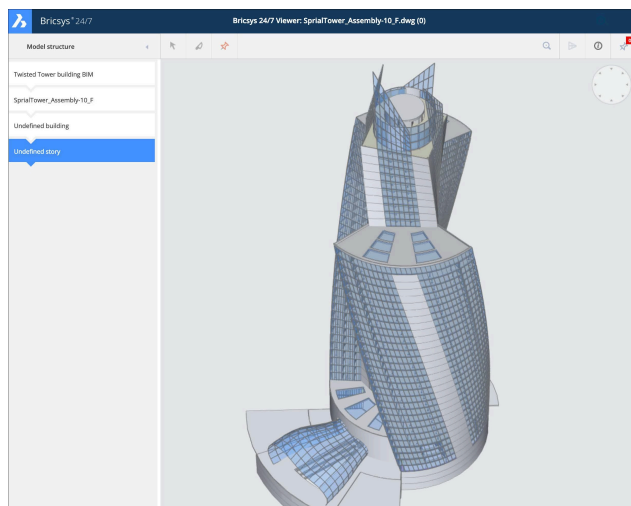 Bricsys® 24/7
Bricsys 24/7 Viewer: SprialTower_Assembly-10_F.dwg (0)
Model structure
Twisted Tower building BIM
SprialTower_Assembly-10_F
Undefined building
Undefined story